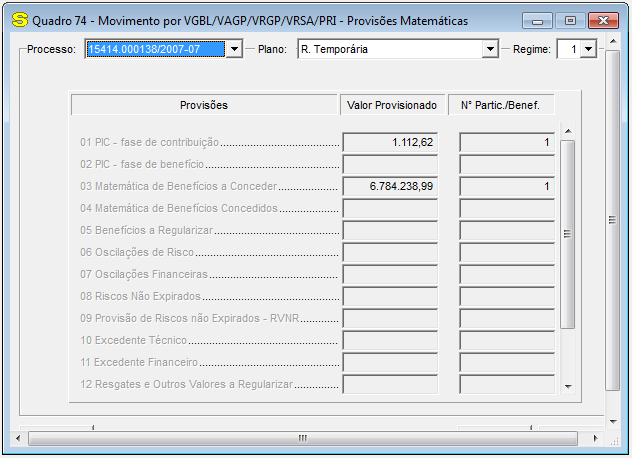 S Quadro 74 - Movimento por VGBL/VAGP/VRGP/VRSA/PRI - Provisões Matemáticas
Processo: 15414.000138/2007-07 Plano: R. Temporária Regime: 1
Provisões Valor Provisionado N° Partic./Benef.
01 PIC - fase de contribuição 1.112,62 1
02 PIC - fase de benefício
03 Matemática de Benefícios a Conceder 6.784.238,99 1
04 Matemática de Benefícios Concedidos
05 Benefícios a Regularizar
06 Oscilações de Risco
07 Oscilações Financeiras
08 Riscos Não Expirados
09 Provisão de Riscos não Expirados - RVNR
10 Excedente Técnico
11 Excedente Financeiro
12 Resgates e Outros Valores a Regularizar